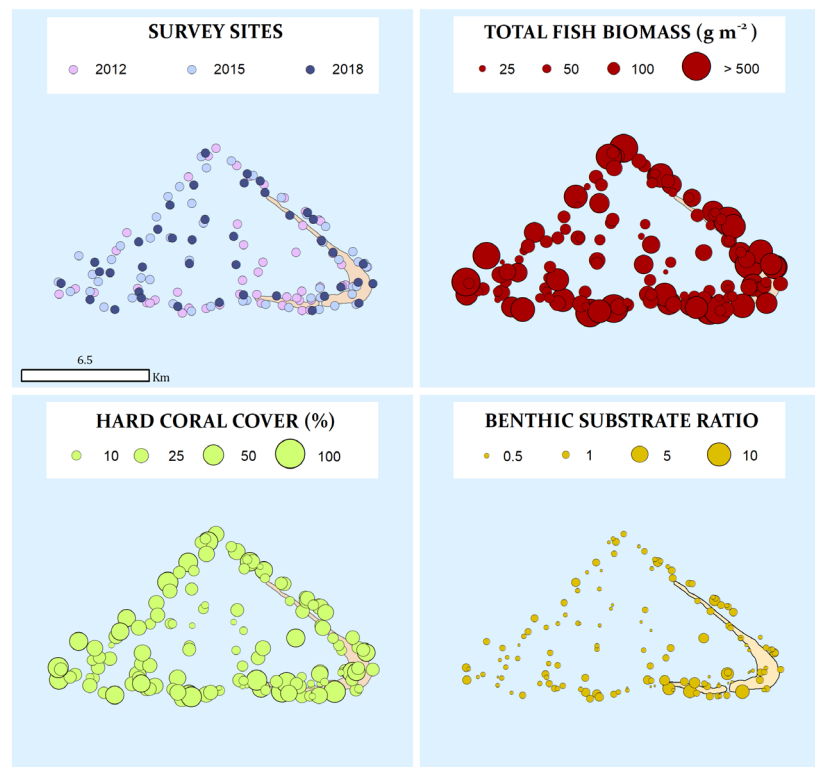 SURVEY SITES
2012 2015 2018
6.5
Km
TOTAL FISH BIOMASS (g m⁻²)
25 50 100 > 500
HARD CORAL COVER (%)
10 25 50 100
BENTHIC SUBSTRATE RATIO
0.5 1 5 10